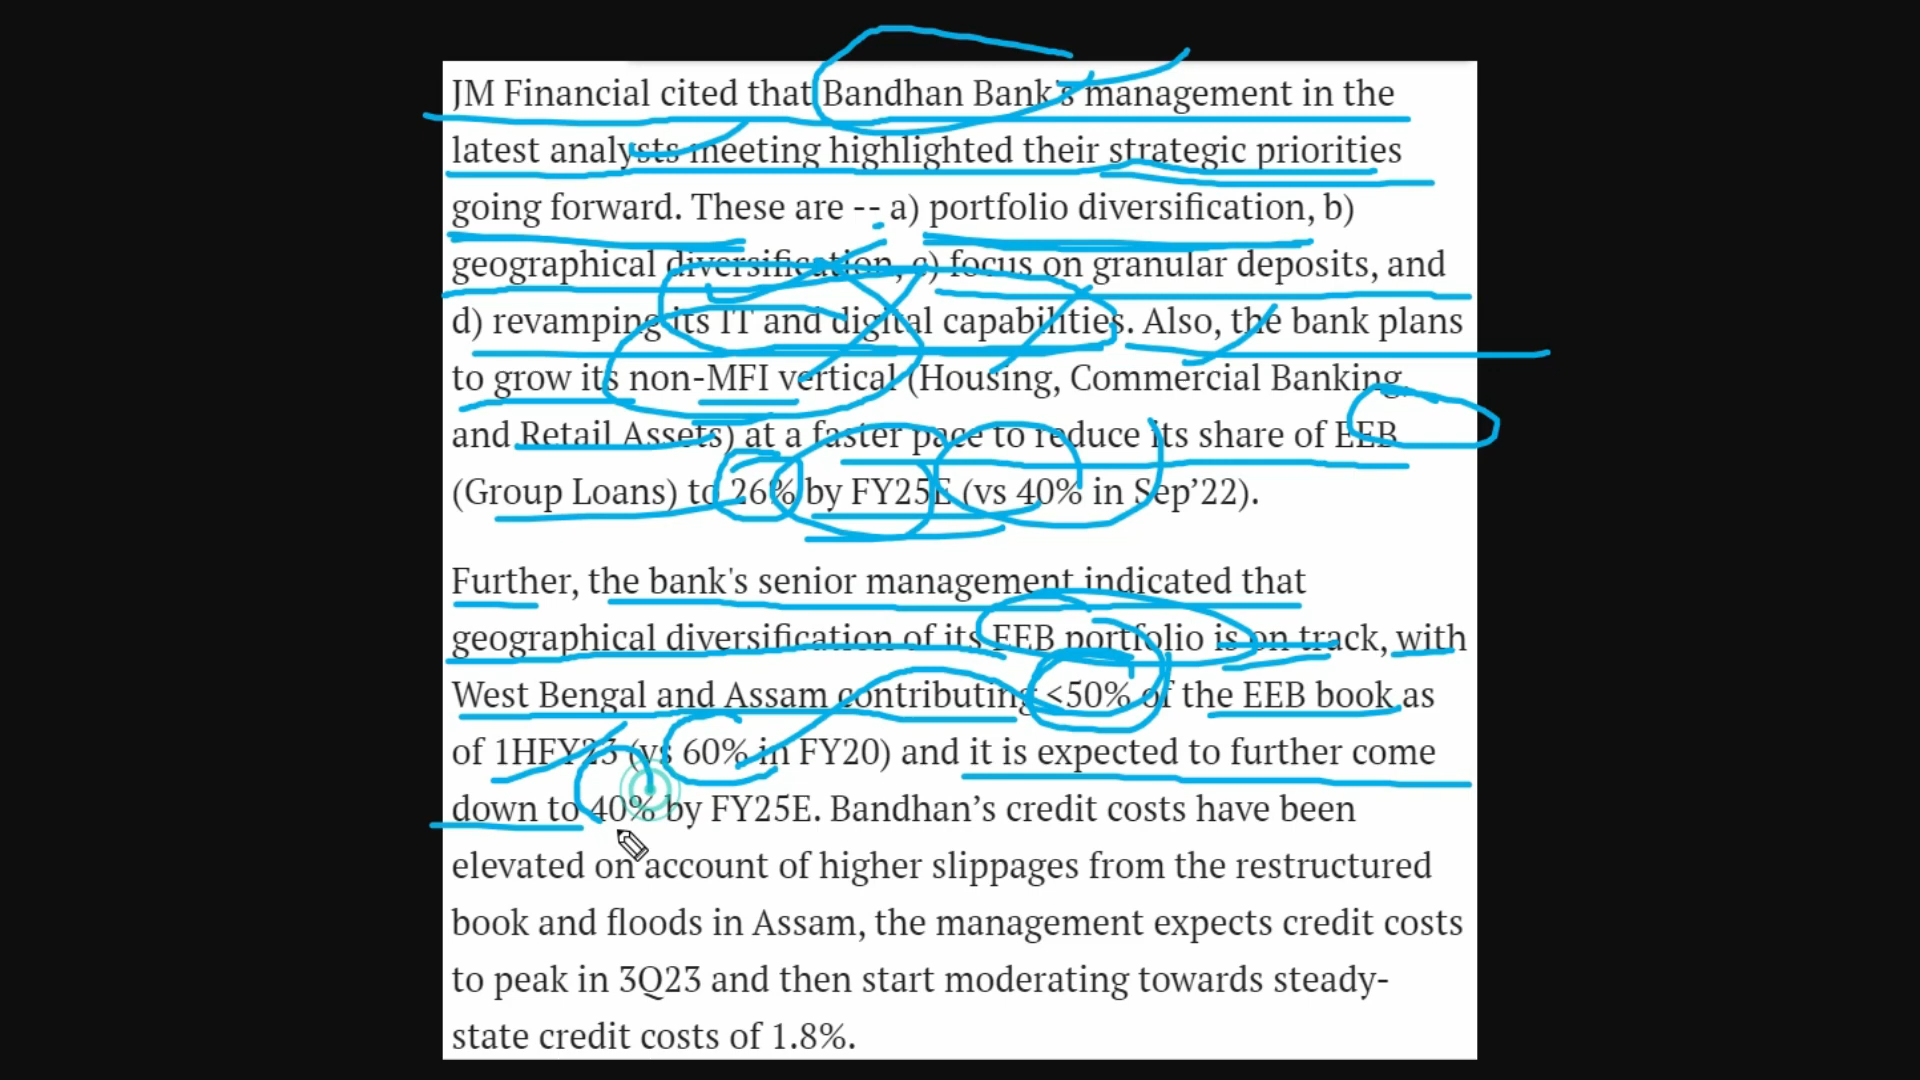 JM Financial cited that Bandhan Bank's management in the
latest analysts meeting highlighted their strategic priorities
going forward. These are -- a) portfolio diversification, b)
geographical diversification, c) focus on granular deposits, and
d) revamping its IT and digital capabilities. Also, the bank plans
to grow its non-MFI vertical (Housing, Commercial Banking,
and Retail Assets) at a faster pace to reduce its share of EEB
(Group Loans) to 26% by FY25E (vs 40% in Sep’22).
Further, the bank's senior management indicated that
geographical diversification of its EEB portfolio is on track, with
West Bengal and Assam contributing <50% of the EEB book as
of 1HFY23 (vs 60% in FY20) and it is expected to further come
down to 40% by FY25E. Bandhan’s credit costs have been
elevated on account of higher slippages from the restructured
book and floods in Assam, the management expects credit costs
to peak in 3Q23 and then start moderating towards steady-
state credit costs of 1.8%.